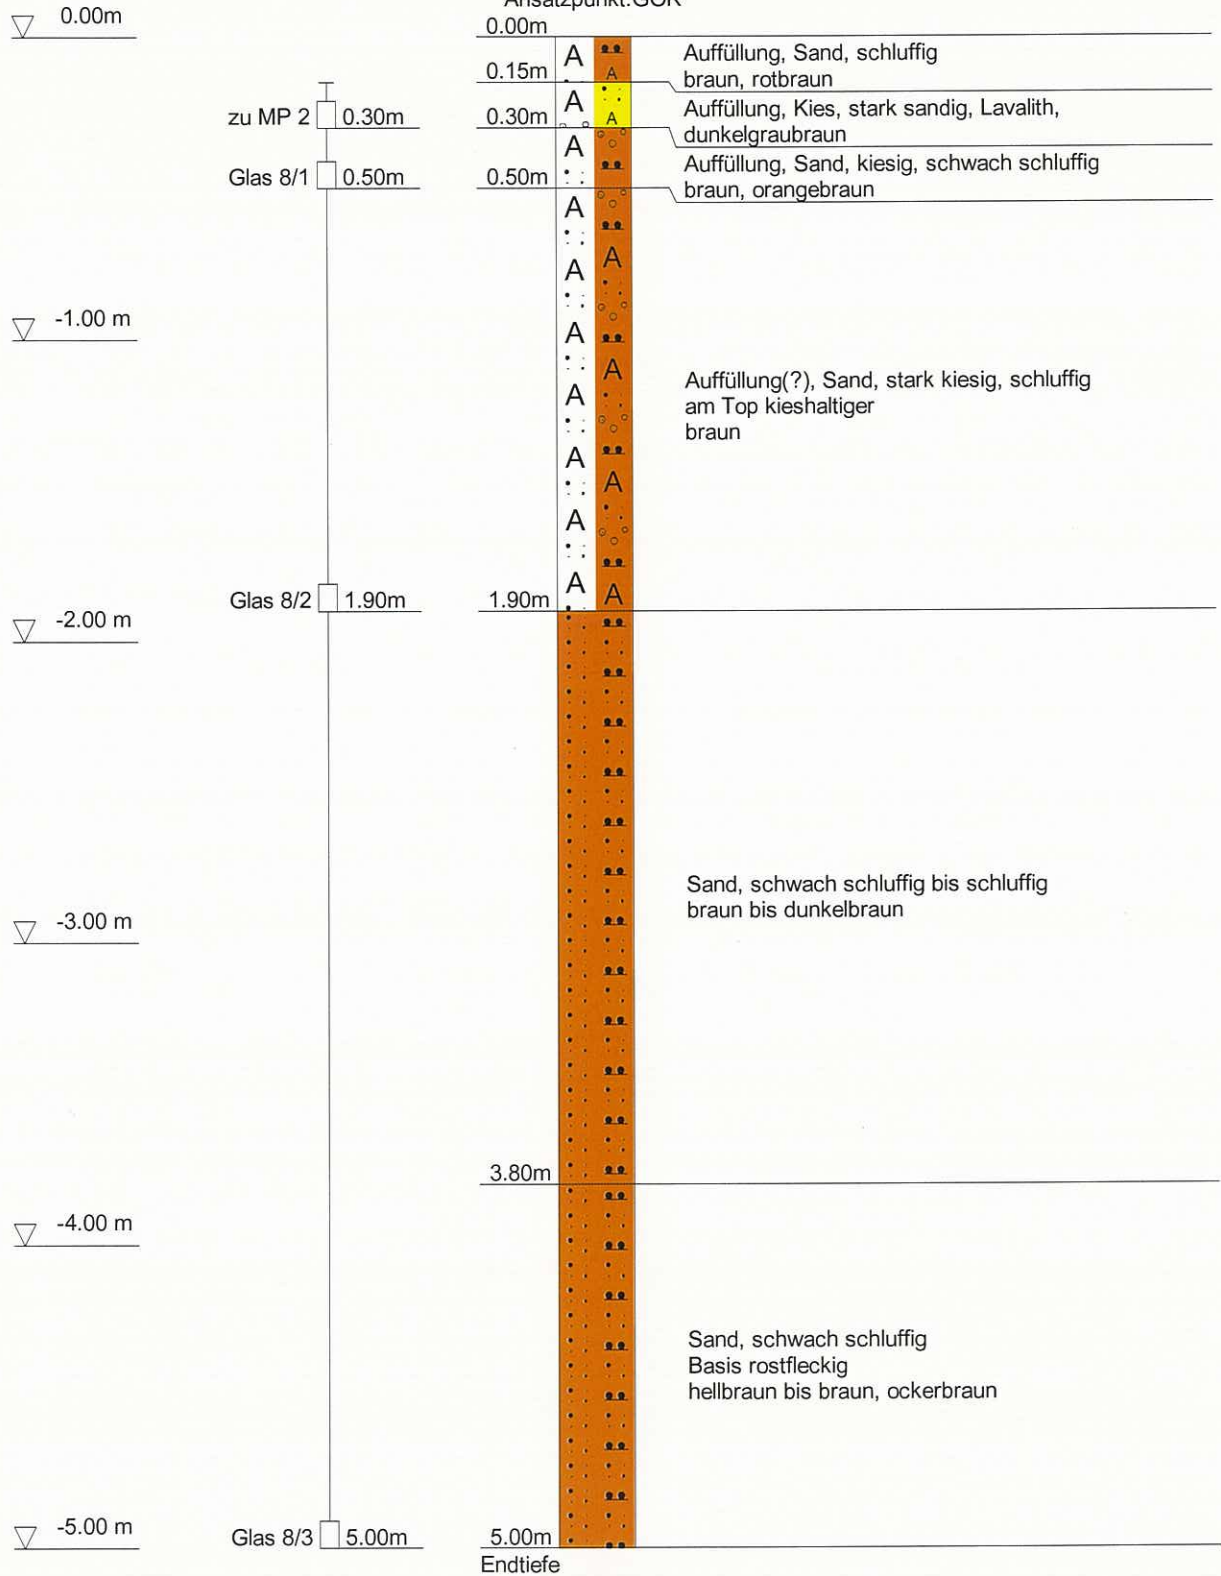 Ansatzpunkt:GOK
0.00m
0.00m
A
A
Auffüllung, Sand, schluffig
braun, rotbraun
0.15m
A
A
Auffüllung, Kies, stark sandig, Lavalith,
dunkelgraubraun
zu MP 2 0.30m
0.30m
A
Auffüllung, Sand, kiesig, schwach schluffig
braun, orangebraun
Glas 8/1 0.50m
0.50m
A
A
A
-1.00 m
A
A
A
A
A
A
A
A
Auffüllung(?), Sand, stark kiesig, schluffig
am Top kieshaltiger
braun
Glas 8/2 1.90m
1.90m
-2.00 m
Sand, schwach schluffig bis schluffig
braun bis dunkelbraun
-3.00 m
3.80m
-4.00 m
Sand, schwach schluffig
Basis rostfleckig
hellbraun bis braun, ockerbraun
-5.00 m
Glas 8/3 5.00m
5.00m
Endtiefe